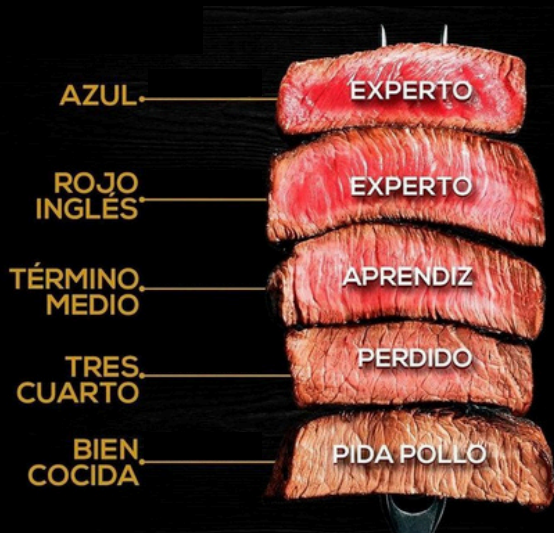 AZUL
EXPERTO
ROJO
INGLÉS
EXPERTO
TÉRMINO
MEDIO
APRENDIZ
TRES
CUARTO
PERDIDO
BIEN
COCIDA
PIDA POLLO